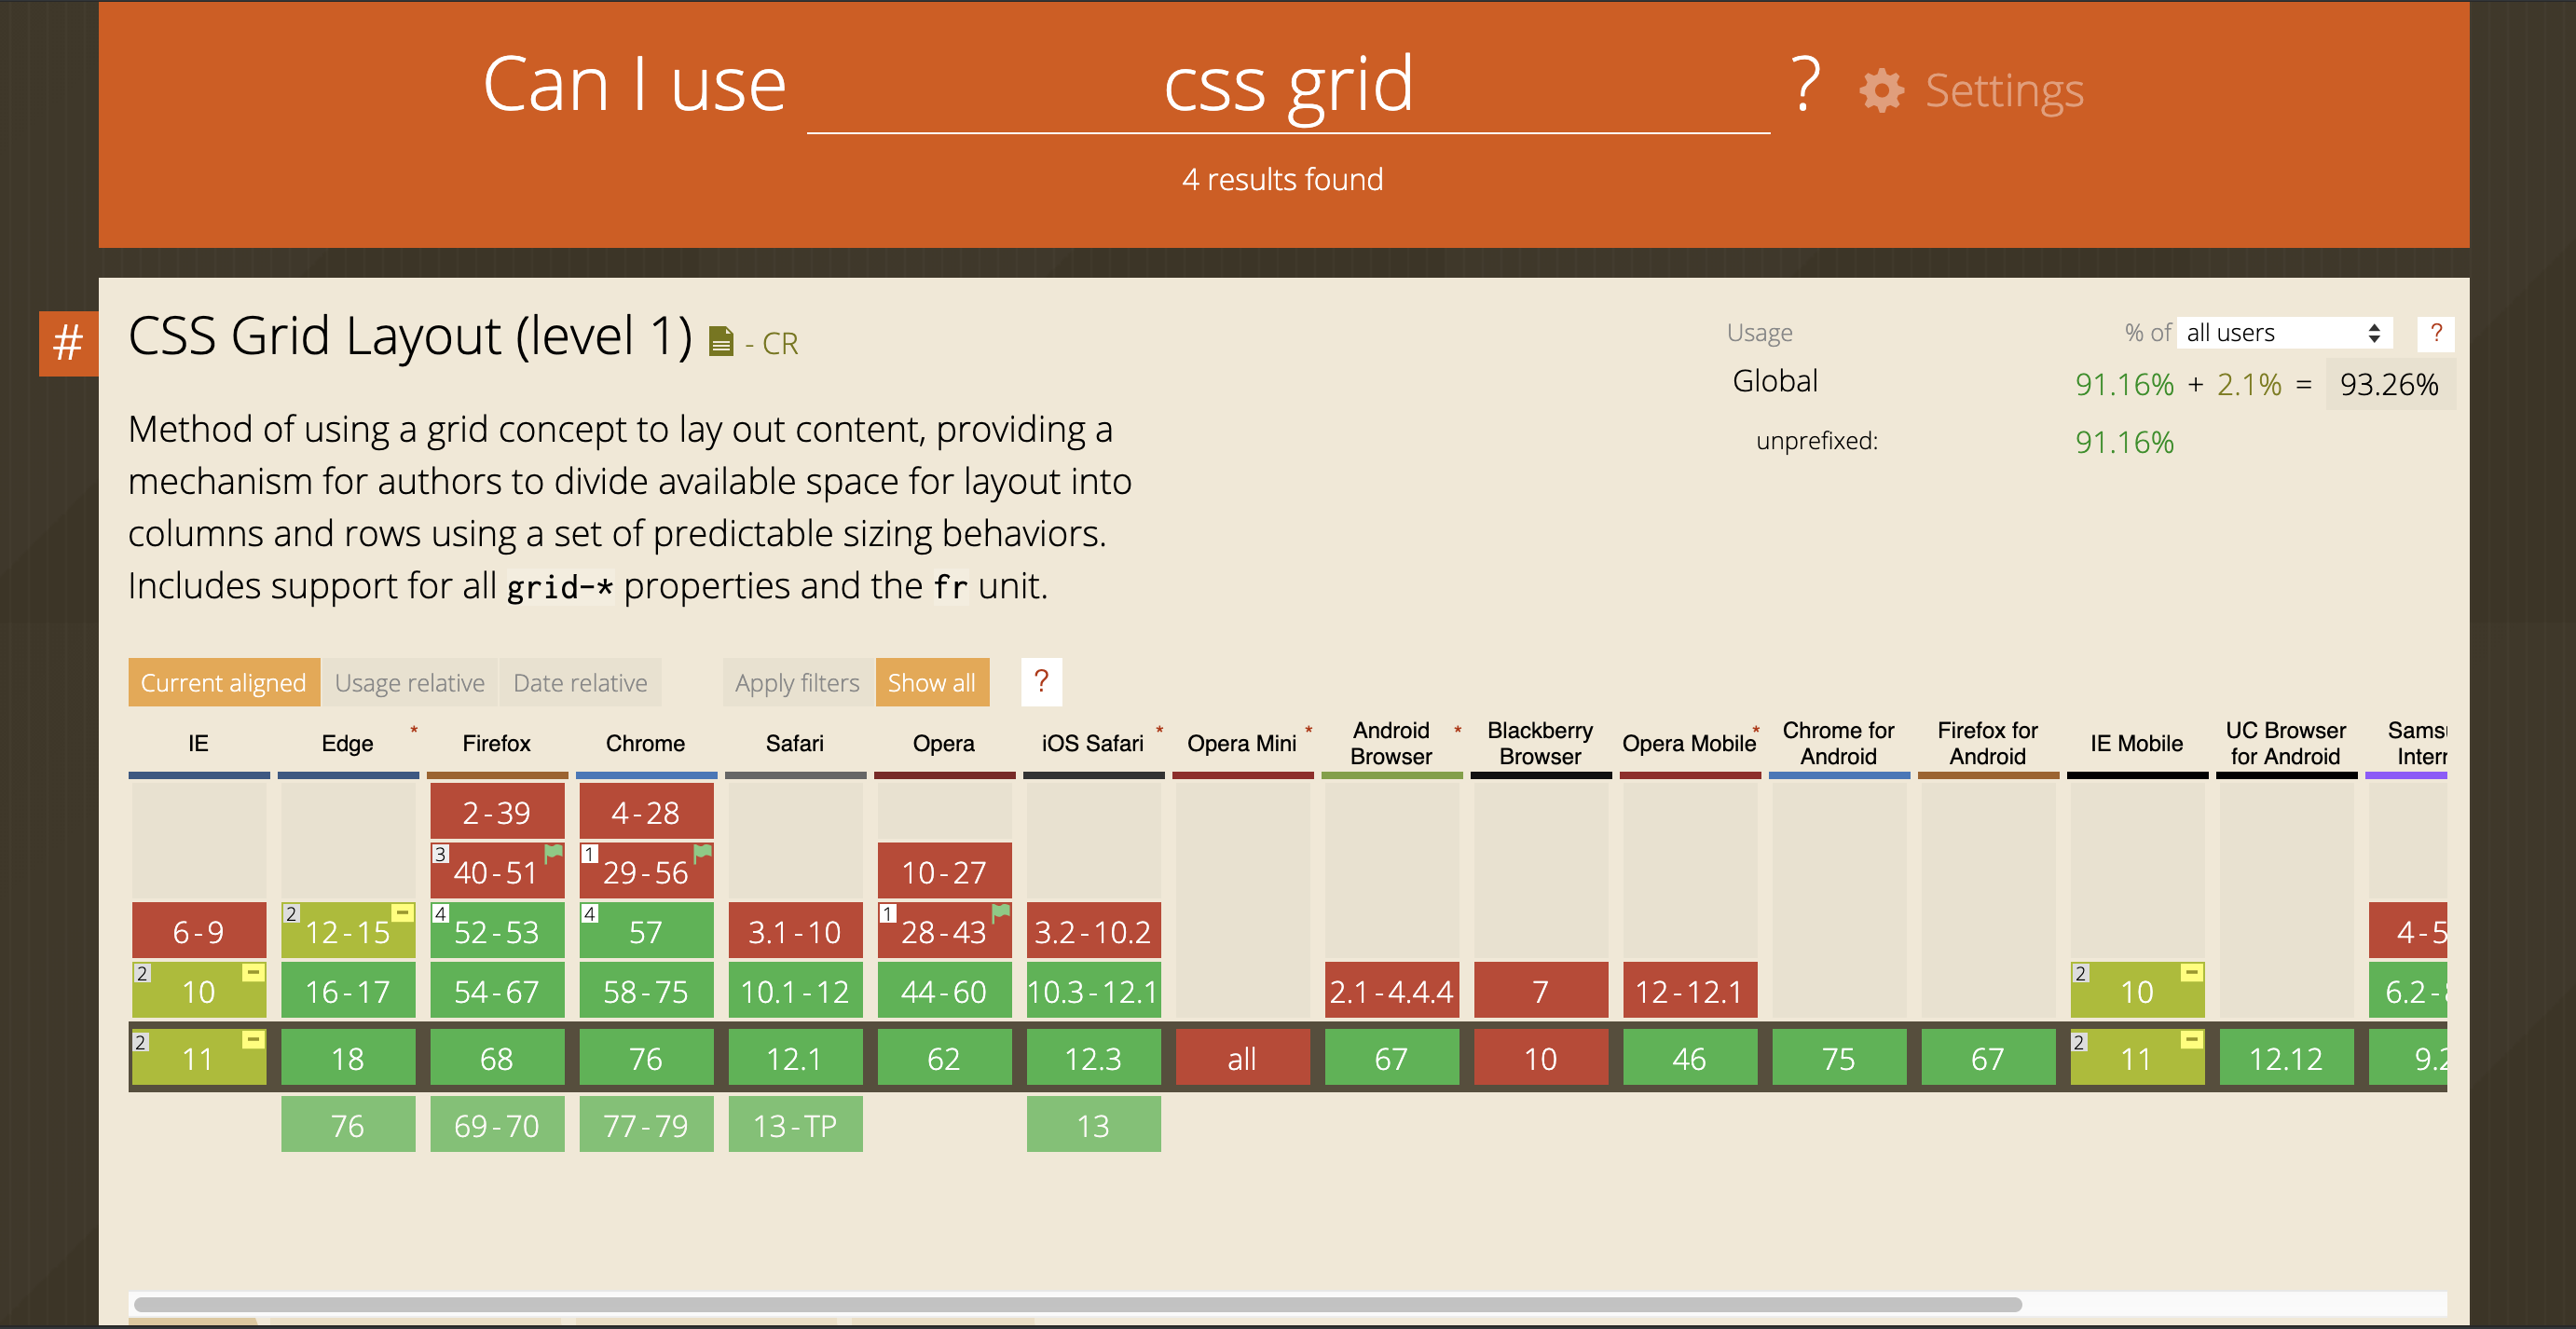 Can I use css grid ? Settings
4 results found
#
CSS Grid Layout (level 1) - CR
Usage % of all users ?
Global 91.16% + 2.1% = 93.26%
unprefixed: 91.16%
Method of using a grid concept to lay out content, providing a
mechanism for authors to divide available space for layout into
columns and rows using a set of predictable sizing behaviors.
Includes support for all grid-* properties and the fr unit.
Current aligned Usage relative Date relative Apply filters Show all ?
IE Edge * Firefox Chrome Safari Opera iOS Safari * Opera Mini * Android Browser * Blackberry Browser Opera Mobile * Chrome for Android Firefox for Android IE Mobile UC Browser for Android
2-39 4-28
3 40-51 1 29-56 10-27
6-9 2 12-15 4 52-53 4 57 3.1-10 1 28-43 3.2-10.2 4-5
2 10 16-17 54-67 58-75 10.1-12 44-60 10.3-12.1 2.1-4.4.4 7 12-12.1 2 10 6.2-
2 11 18 68 76 12.1 62 12.3 all 67 10 46 75 67 2 11 12.12 9.2
76 69-70 77-79 13-TP 13